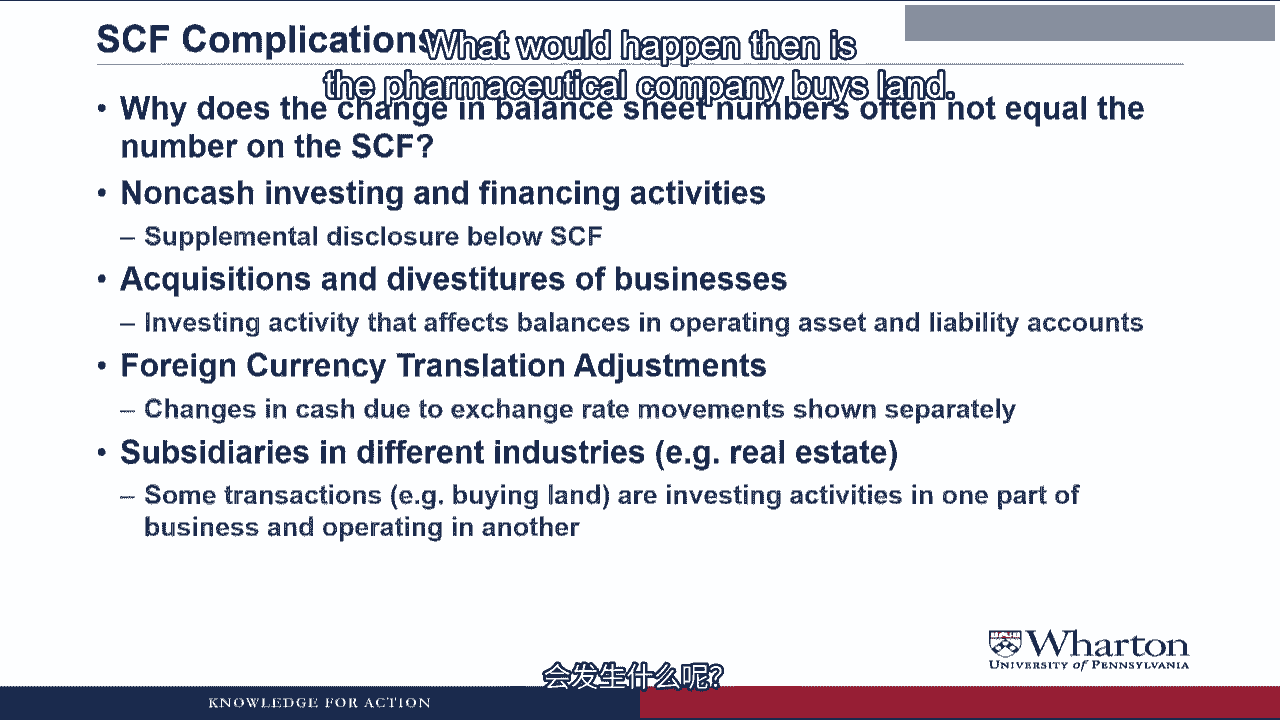 SCF Complications
What would happen then is
the pharmaceutical company buys land.
• Why does the change in balance sheet numbers often not equal the
number on the SCF?
• Noncash investing and financing activities
– Supplemental disclosure below SCF
• Acquisitions and divestitures of businesses
– Investing activity that affects balances in operating asset and liability accounts
• Foreign Currency Translation Adjustments
– Changes in cash due to exchange rate movements shown separately
• Subsidiaries in different industries (e.g. real estate)
– Some transactions (e.g. buying land) are investing activities in one part of
business and operating in another
Wharton
UNIVERSITY of PENNSYLVANIA
会发生什么呢?
KNOWLEDGE FOR ACTION